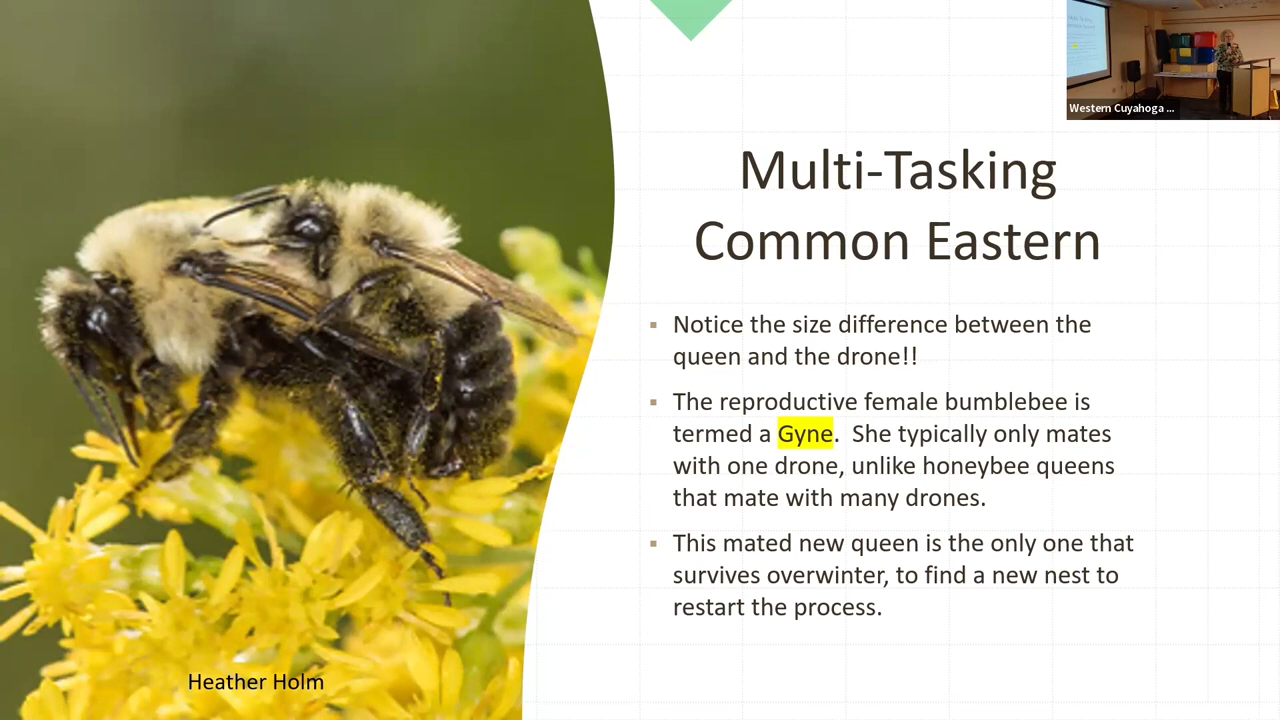 Western Cuyahoga ...
Multi-Tasking
Common Eastern
▪ Notice the size difference between the
queen and the drone!!
▪ The reproductive female bumblebee is
termed a Gyne.  She typically only mates
with one drone, unlike honeybee queens
that mate with many drones.
▪ This mated new queen is the only one that
survives overwinter, to find a new nest to
restart the process.
Heather Holm